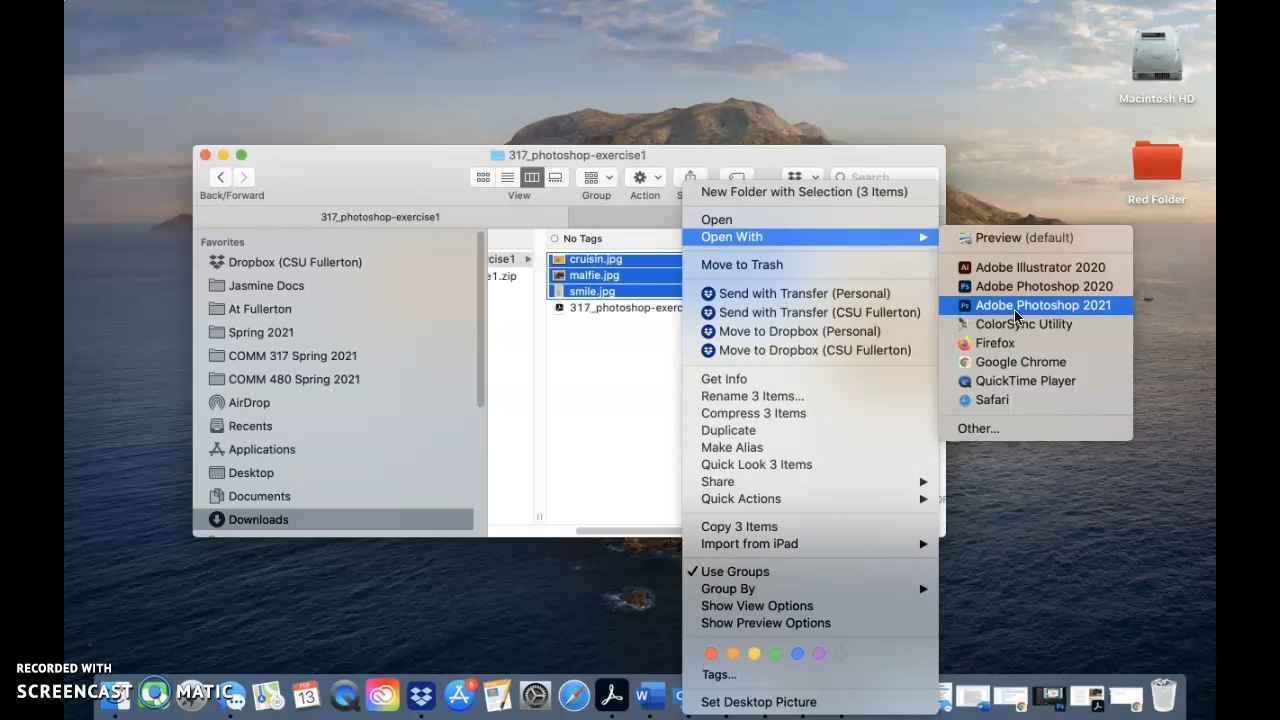 Macintosh HD
Red Folder
317_photoshop-exercise1
Search
Back/Forward
View
Group
Action
317_photoshop-exercise1
Favorites
Dropbox (CSU Fullerton)
Jasmine Docs
At Fullerton
Spring 2021
COMM 317 Spring 2021
COMM 480 Spring 2021
AirDrop
Recents
Applications
Desktop
Documents
Downloads
cise1
e1.zip
No Tags
cruisin.jpg
malfie.jpg
smile.jpg
317_photoshop-exerc
New Folder with Selection (3 Items)
Open
Open With
Move to Trash
Send with Transfer (Personal)
Send with Transfer (CSU Fullerton)
Move to Dropbox (Personal)
Move to Dropbox (CSU Fullerton)
Get Info
Rename 3 Items...
Compress 3 Items
Duplicate
Make Alias
Quick Look 3 Items
Share
Quick Actions
Copy 3 Items
Import from iPad
Use Groups
Group By
Show View Options
Show Preview Options
Tags...
Set Desktop Picture
Preview (default)
Adobe Illustrator 2020
Adobe Photoshop 2020
Adobe Photoshop 2021
ColorSync Utility
Firefox
Google Chrome
QuickTime Player
Safari
Other...
RECORDED WITH
SCREENCAST MATIC
FEB
13
6